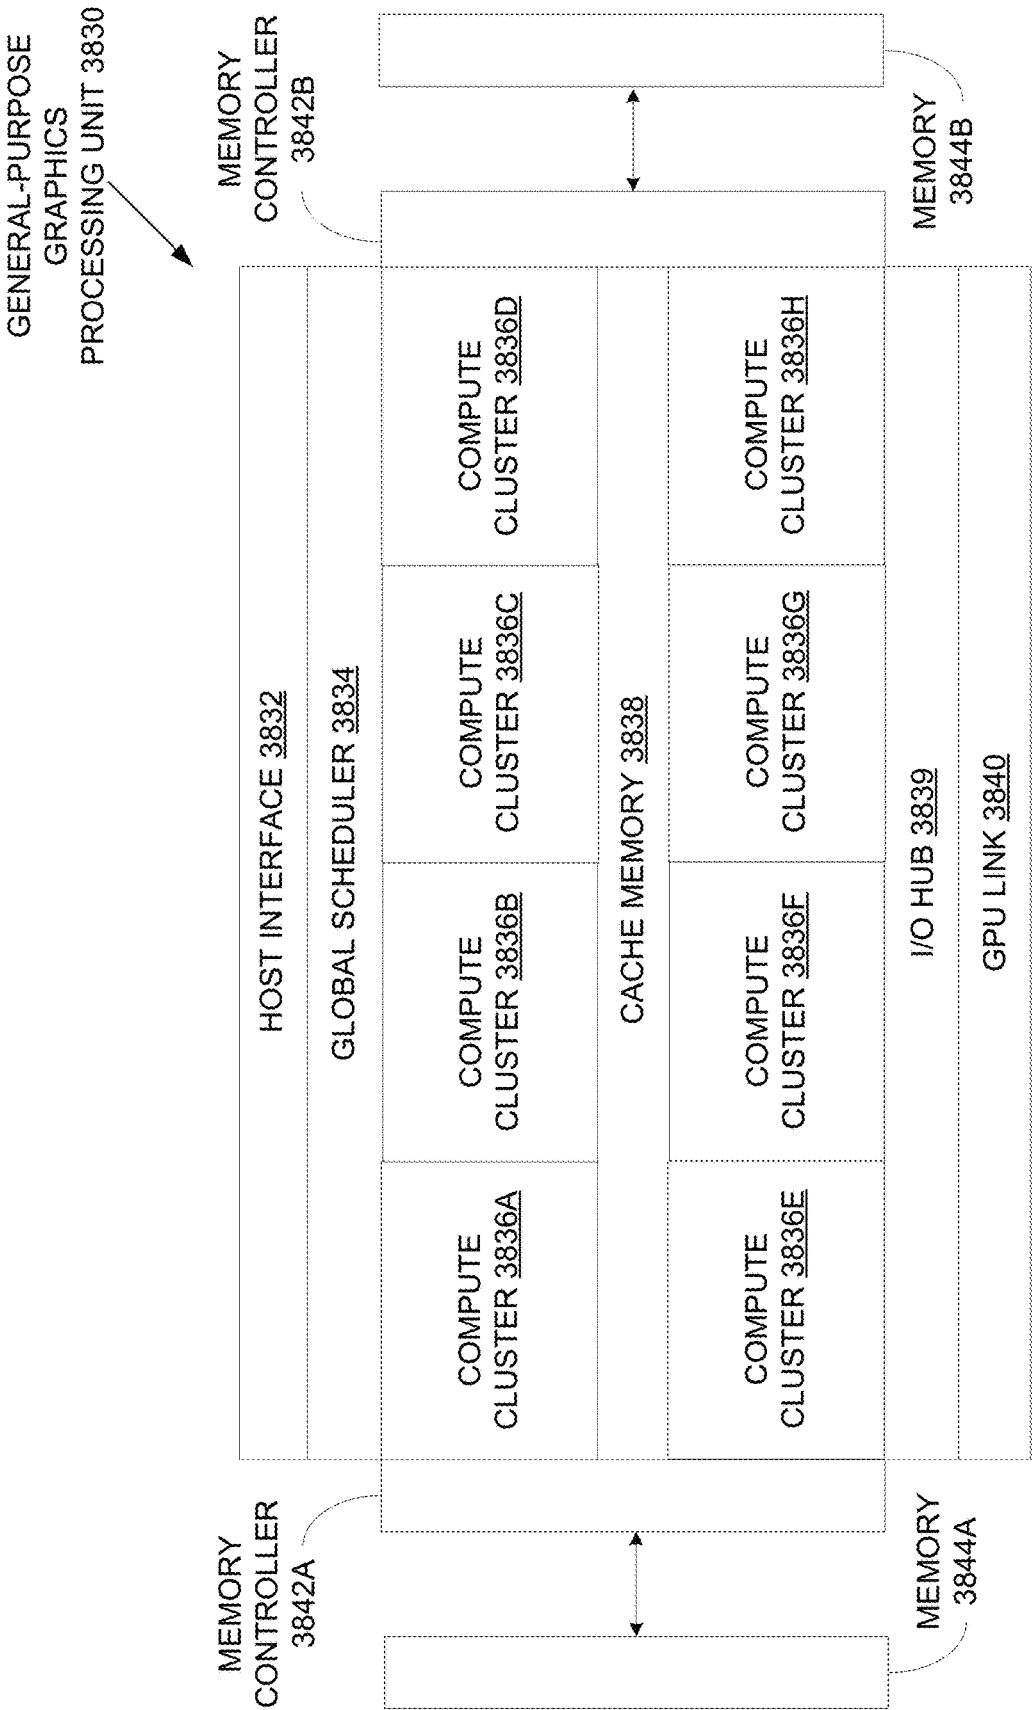 GENERAL-PURPOSE
GRAPHICS
PROCESSING UNIT 3830
MEMORY
CONTROLLER
3842A
MEMORY
CONTROLLER
3842B
HOST INTERFACE 3832
GLOBAL SCHEDULER 3834
COMPUTE
CLUSTER 3836A
COMPUTE
CLUSTER 3836B
COMPUTE
CLUSTER 3836C
COMPUTE
CLUSTER 3836D
CACHE MEMORY 3838
COMPUTE
CLUSTER 3836E
COMPUTE
CLUSTER 3836F
COMPUTE
CLUSTER 3836G
COMPUTE
CLUSTER 3836H
I/O HUB 3839
GPU LINK 3840
MEMORY
3844A
MEMORY
3844B